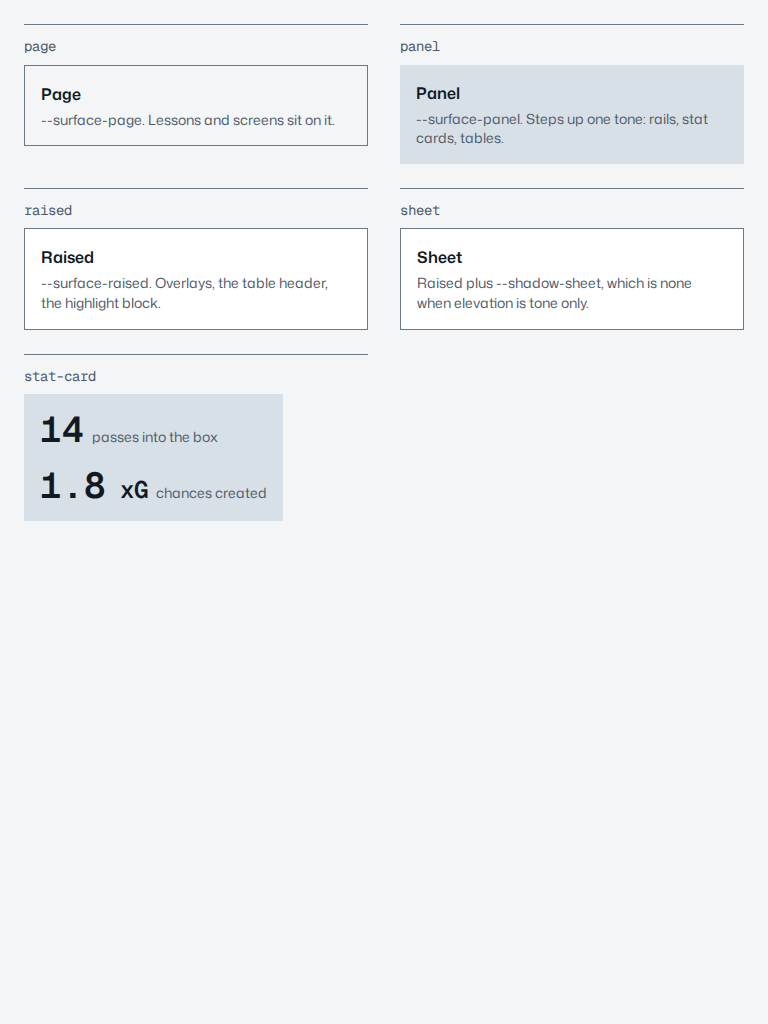 page
Page
--surface-page. Lessons and screens sit on it.
panel
Panel
--surface-panel. Steps up one tone: rails, stat
cards, tables.
raised
Raised
--surface-raised. Overlays, the table header,
the highlight block.
sheet
Sheet
Raised plus --shadow-sheet, which is none
when elevation is tone only.
stat-card
14 passes into the box
1.8 xG chances created